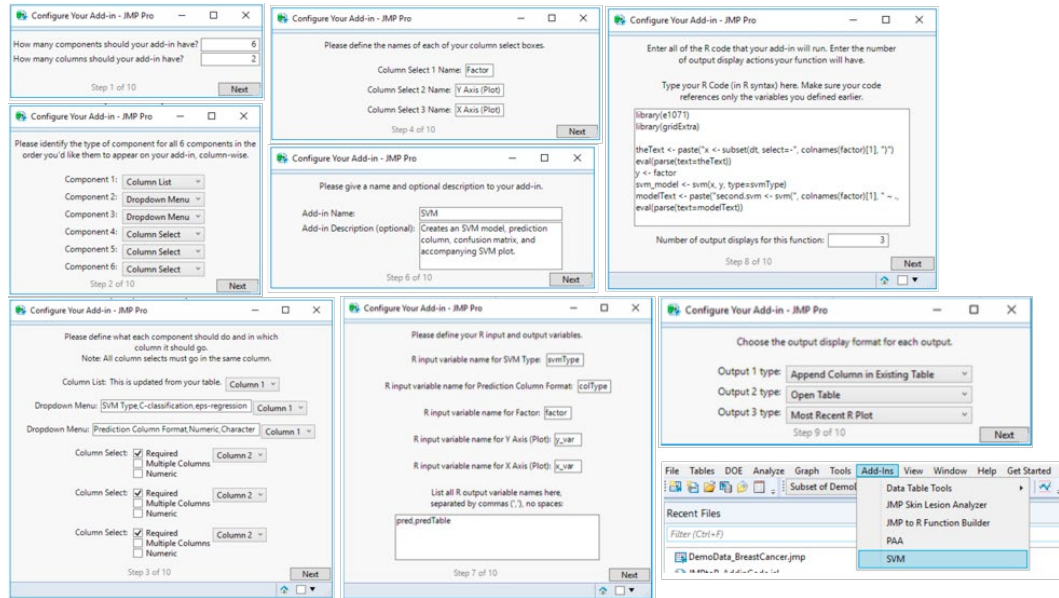 Configure Your Add-in - JMP Pro
How many components should your add-in have? 6
How many columns should your add-in have? 2
Step 1 of 10
Next
Configure Your Add-in - JMP Pro
Please identify the type of component for all 6 components in the
order you'd like them to appear on your add-in, column-wise.
Component 1: Column List
Component 2: Dropdown Menu
Component 3: Dropdown Menu
Component 4: Column Select
Component 5: Column Select
Component 6: Column Select
Step 2 of 10
Next
Configure Your Add-in - JMP Pro
Please define the names of each of your column select boxes.
Column Select 1 Name: Factor
Column Select 2 Name: Y Axis (Plot)
Column Select 3 Name: X Axis (Plot)
Step 4 of 10
Next
Configure Your Add-in - JMP Pro
Please give a name and optional description to your add-in.
Add-in Name: SVM
Add-in Description (optional): Creates an SVM model, prediction
column, confusion matrix, and
accompanying SVM plot.
Step 6 of 10
Next
Configure Your Add-in - JMP Pro
Enter all of the R code that your add-in will run. Enter the number
of output display actions your function will have.
Type your R Code (in R syntax) here. Make sure your code
references only the variables you defined earlier.
library(e1071)
library(gridExtra)
theText <- paste("x <- subset(dt, select=-", colnames(factor)[1], ")")
eval(parse(text=theText))
y <- factor
svm_model <- svm(x, y, type=svmType)
modelText <- paste("second.svm <- svm(", colnames(factor)[1], " ~ .,
eval(parse(text=modelText))
Number of output displays for this function: 3
Step 8 of 10
Next
Configure Your Add-in - JMP Pro
Please define what each component should do and in which
column it should go.
Note: All column selects must go in the same column.
Column List: This is updated from your table. Column 1
Dropdown Menu: SVM Type,C-classification,eps-regression Column 1
Dropdown Menu: Prediction Column Format,Numeric,Character Column 1
Column Select: Required Column 2
Multiple Columns
Numeric
Column Select: Required Column 2
Multiple Columns
Numeric
Column Select: Required Column 2
Multiple Columns
Numeric
Step 3 of 10
Next
Configure Your Add-in - JMP Pro
Please define your R input and output variables.
R input variable name for SVM Type: svmType
R input variable name for Prediction Column Format: colType
R input variable name for Factor: factor
R input variable name for Y Axis (Plot): y_var
R input variable name for X Axis (Plot): x_var
List all R output variable names here,
separated by commas (','), no spaces:
pred,predTable
Step 7 of 10
Next
Configure Your Add-in - JMP Pro
Choose the output display format for each output.
Output 1 type: Append Column in Existing Table
Output 2 type: Open Table
Output 3 type: Most Recent R Plot
Step 9 of 10
Next
File Tables DOE Analyze Graph Tools Add-Ins View Window Help Get Started
Subset of Demo
Data Table Tools
Recent Files
JMP Skin Lesion Analyzer
Filter (Ctrl+F)
JMP to R Function Builder
PAA
DemoData_BreastCancer.jmp
SVM